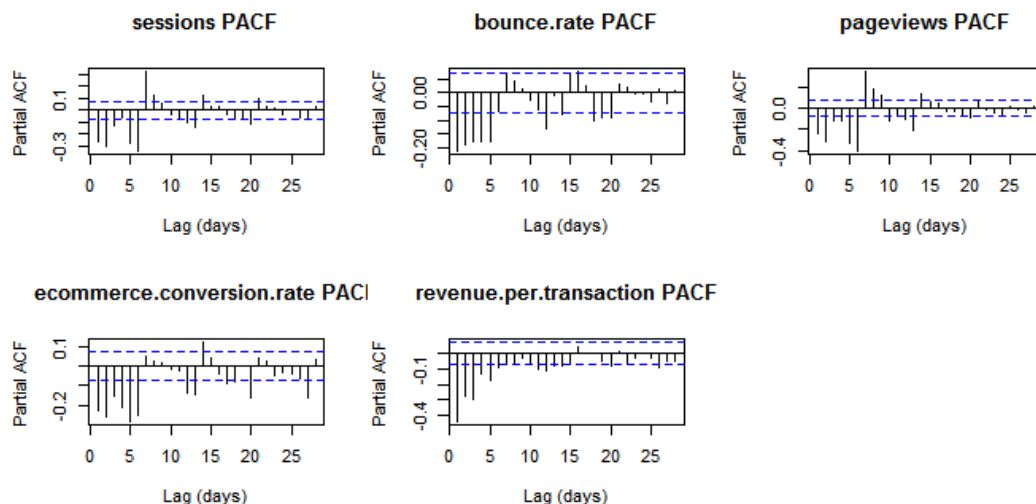 sessions PACF
Partial ACF
0.1
-0.3
0 5 10 15 20 25
Lag (days)
bounce.rate PACF
Partial ACF
0.00
-0.20
0 5 10 15 20 25
Lag (days)
pageviews PACF
Partial ACF
0.0
-0.4
0 5 10 15 20 25
Lag (days)
ecommerce.conversion.rate PACI
Partial ACF
0.1
-0.2
0 5 10 15 20 25
Lag (days)
revenue.per.transaction PACF
Partial ACF
-0.1
-0.4
0 5 10 15 20 25
Lag (days)